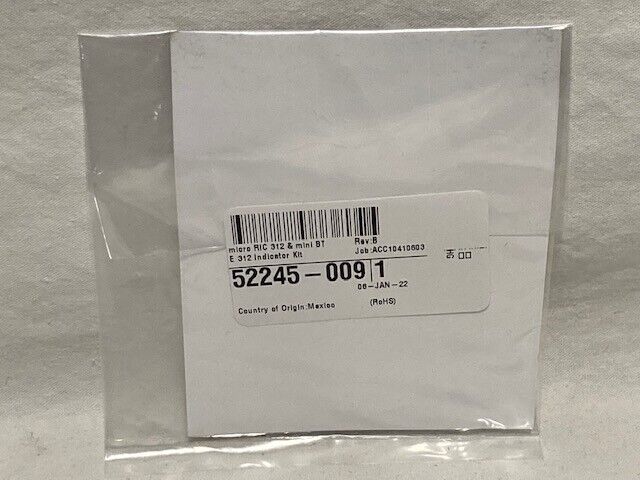 micro RIC 312 & mini BT Rev:B
E 312 Indicator Kit Job:ACC10410603
52245-009 1
06-JAN-22
Country of Origin:Mexico (RoHS)